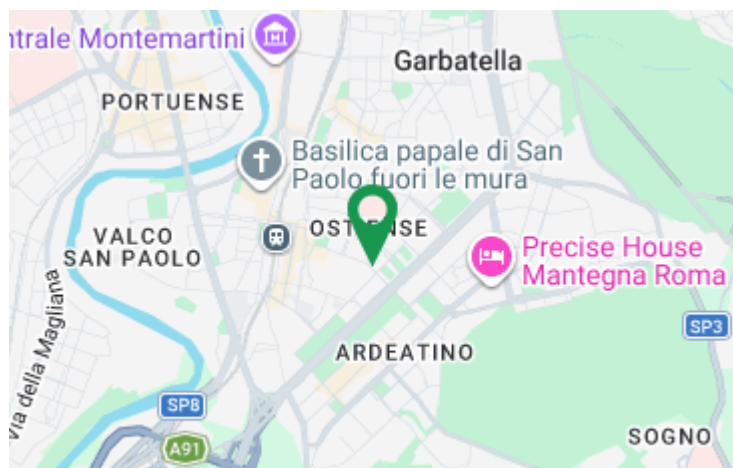 ntrale Montemartini
Garbatella
PORTUENSE
Basilica papale di San
Paolo fuori le mura
OSTIENSE
VALCO
SAN PAOLO
Precise House
Mantegna Roma
Via della Magliana
SP3
ARDEATINO
SP8
SOGNO
A91